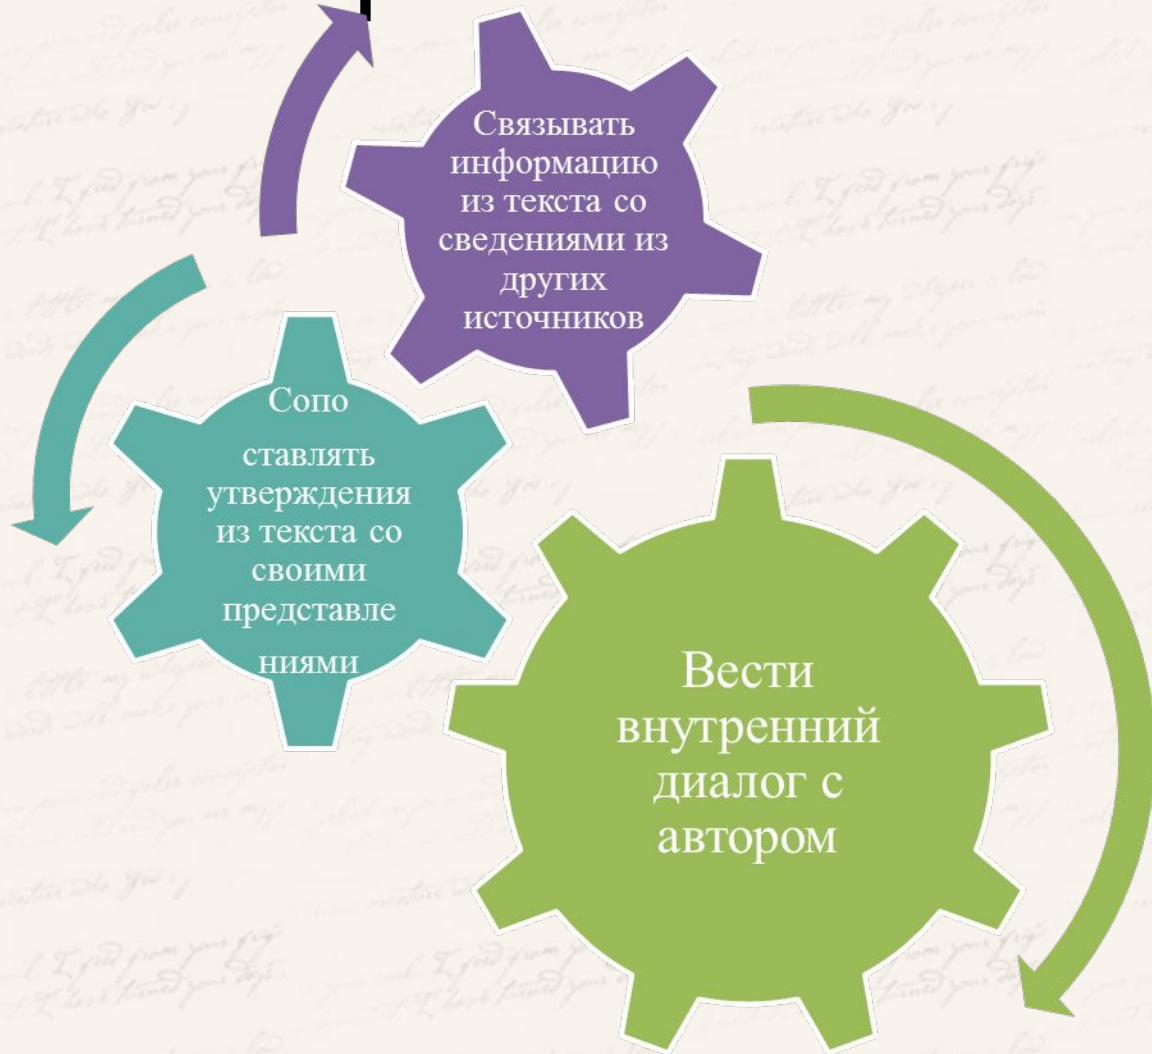 Связывать
информацию
из текста со
сведениями из
других
источников
Сопо
ставлять
утверждения
из текста со
своими
представле
ниями
Вести
внутренний
диалог с
автором